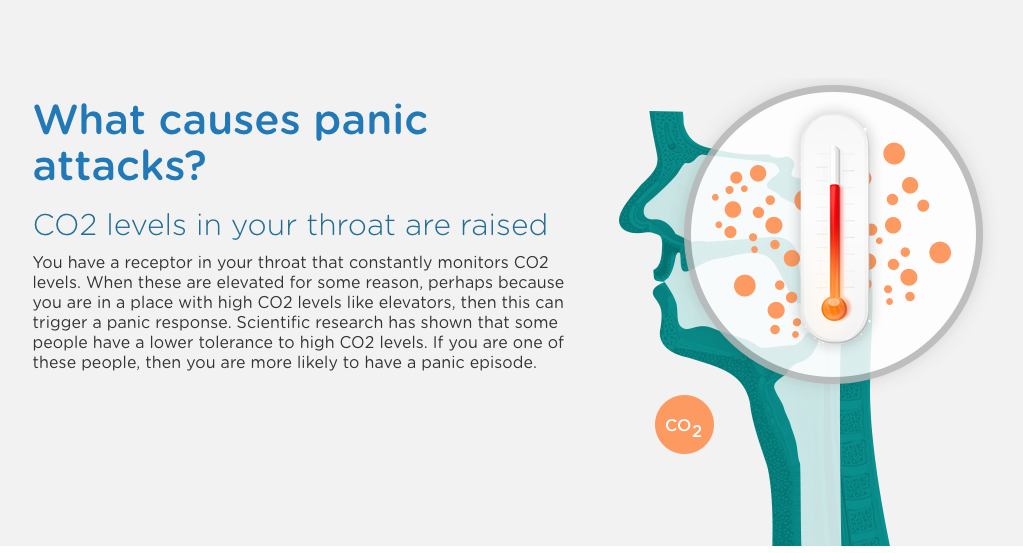 What causes panic
attacks?
CO2 levels in your throat are raised
You have a receptor in your throat that constantly monitors CO2
levels. When these are elevated for some reason, perhaps because
you are in a place with high CO2 levels like elevators, then this can
trigger a panic response. Scientific research has shown that some
people have a lower tolerance to high CO2 levels. If you are one of
these people, then you are more likely to have a panic episode.
CO2